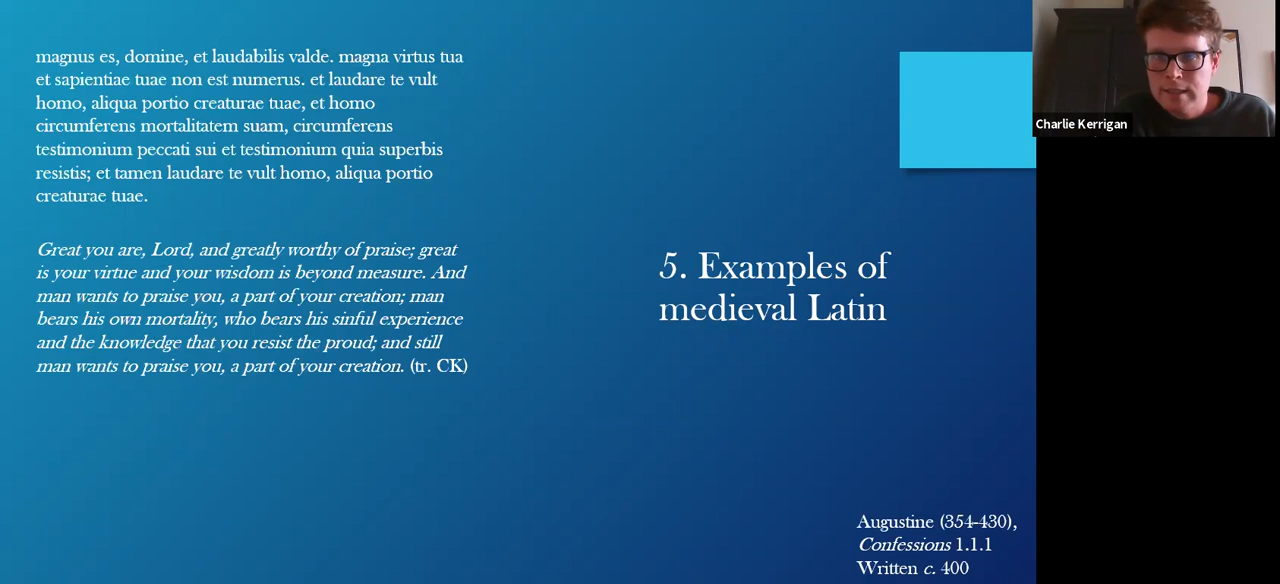 magnus es, domine, et laudabilis valde. magna virtus tua
et sapientiae tuae non est numerus. et laudare te vult
homo, aliqua portio creaturae tuae, et homo
circumferens mortalitatem suam, circumferens
testimonium peccati sui et testimonium quia superbis
resistis; et tamen laudare te vult homo, aliqua portio
creaturae tuae.
Great you are, Lord, and greatly worthy of praise; great
is your virtue and your wisdom is beyond measure. And
man wants to praise you, a part of your creation; man
bears his own mortality, who bears his sinful experience
and the knowledge that you resist the proud; and still
man wants to praise you, a part of your creation. (tr. CK)
5. Examples of
medieval Latin
Augustine (354-430),
Confessions 1.1.1
Written c. 400
Charlie Kerrigan